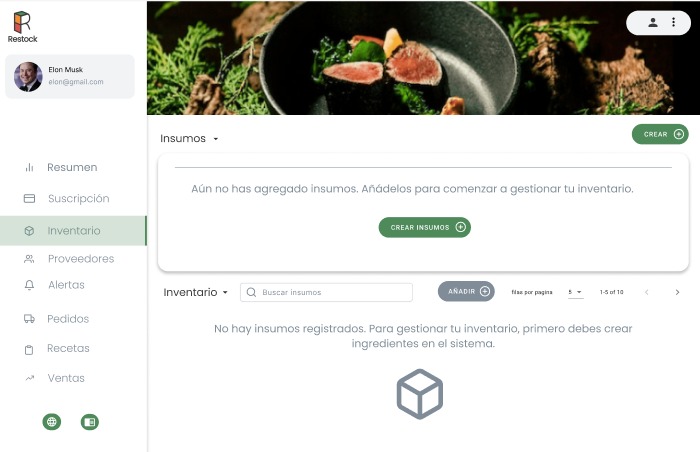 Restock
Elon Musk
elon@gmail.com
Resumen
Suscripción
Inventario
Proveedores
Alertas
Pedidos
Recetas
Ventas
Insumos
CREAR
Aún no has agregado insumos. Añádelos para comenzar a gestionar tu inventario.
CREAR INSUMOS
Inventario
Buscar insumos
AÑADIR
filas por pagina
5
1-5 of 10
No hay insumos registrados. Para gestionar tu inventario, primero debes crear
ingredientes en el sistema.